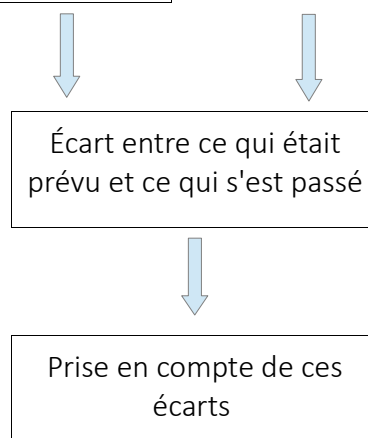 Écart entre ce qui était
prévu et ce qui s'est passé
Prise en compte de ces
écarts